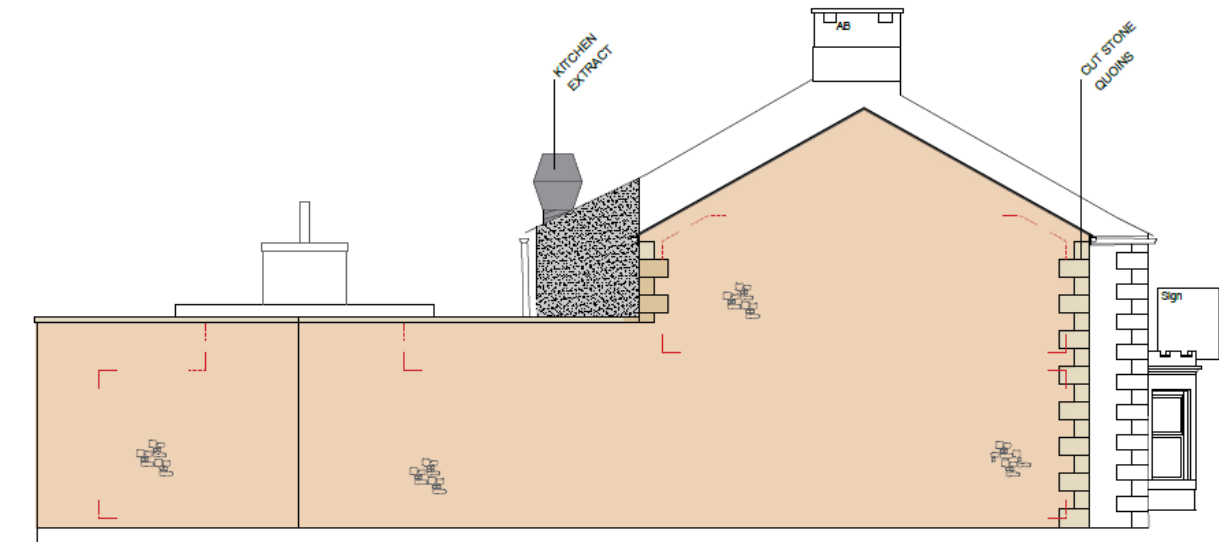 AB
KITCHEN
EXTRACT
CUT STONE
QUOINS
Sign